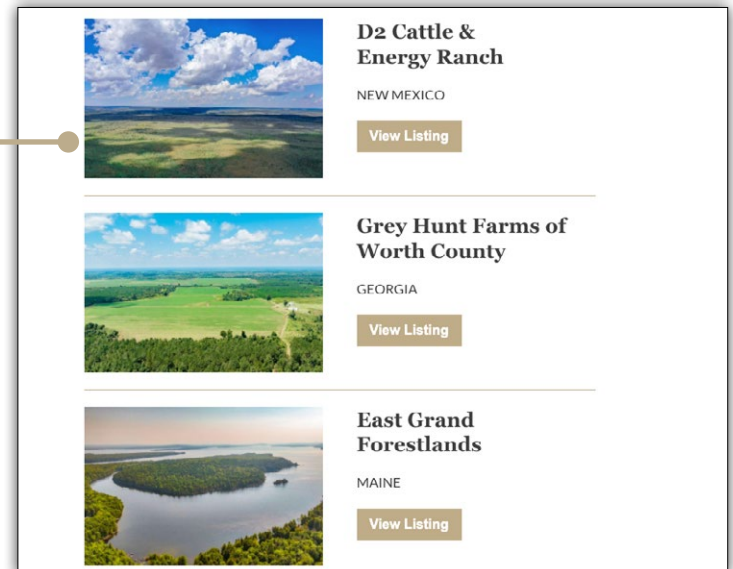 D2 Cattle &
Energy Ranch
NEW MEXICO
View Listing
Grey Hunt Farms of
Worth County
GEORGIA
View Listing
East Grand
Forestlands
MAINE
View Listing